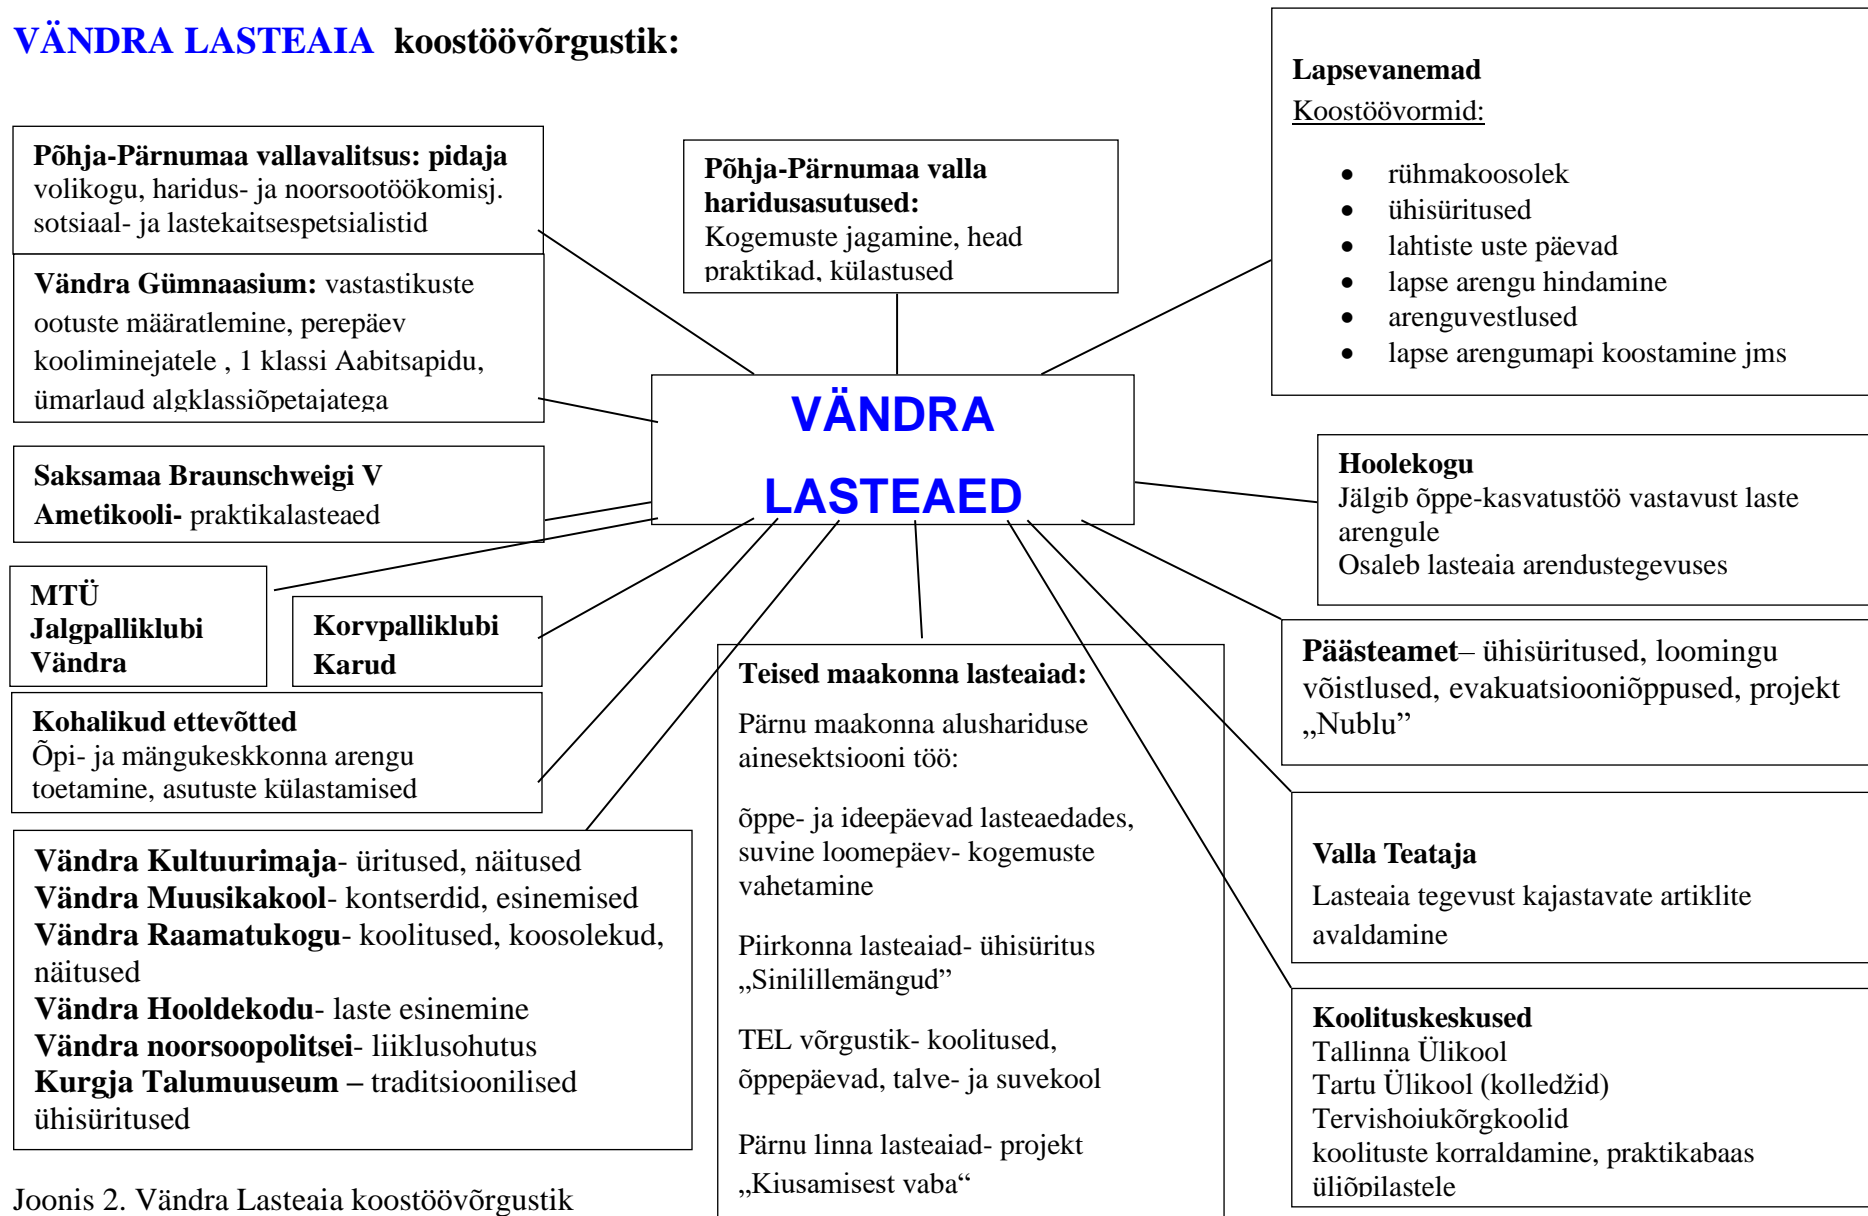 VÄNDRA LASTEAIA koostöövõrgustik:
Põhja-Pärnumaa vallavalitsus: pidaja
volikogu, haridus- ja noorsootöökomisj.
sotsiaal- ja lastekaitsespetsialistid
Vändra Gümnaasium: vastastikuste
ootuste määratlemine, perepäev
kooliminejatele , 1 klassi Aabitsapidu,
ümarlaud algklassiõpetajatega
Saksamaa Braunschweigi V
Ametikooli- praktikalasteaed
MTÜ
Jalgpalliklubi
Vändra
Korvpalliklubi
Karud
Kohalikud ettevõtted
Õpi- ja mängukeskkonna arengu
toetamine, asutuste külastamised
Vändra Kultuurimaja- üritused, näitused
Vändra Muusikakool- kontserdid, esinemised
Vändra Raamatukogu- koolitused, koosolekud,
näitused
Vändra Hooldekodu- laste esinemine
Vändra noorsoopolitsei- liiklusohutus
Kurgja Talumuuseum – traditsioonilised
ühisüritused
Põhja-Pärnumaa valla
haridusasutused:
Kogemuste jagamine, head
praktikad, külastused
VÄNDRA
LASTEAED
Teised maakonna lasteaiad:
Pärnu maakonna alushariduse
ainesektsiooni töö:
õppe- ja ideepäevad lasteaedades,
suvine loomepäev- kogemuste
vahetamine
Piirkonna lasteaiad- ühisüritus
„Sinilillemängud”
TEL võrgustik- koolitused,
õppepäevad, talve- ja suvekool
Pärnu linna lasteaiad- projekt
„Kiusamisest vaba“
Lapsevanemad
Koostöövormid:
• rühmakoosolek
• ühisüritused
• lahtiste uste päevad
• lapse arengu hindamine
• arenguvestlused
• lapse arengumapi koostamine jms
Hoolekogu
Jälgib õppe-kasvatustöö vastavust laste
arengule
Osaleb lasteaia arendustegevuses
Päästeamet– ühisüritused, loomingu
võistlused, evakuatsiooniõppused, projekt
„Nublu”
Valla Teataja
Lasteaia tegevust kajastavate artiklite
avaldamine
Koolituskeskused
Tallinna Ülikool
Tartu Ülikool (kolledžid)
Tervishoiukõrgkoolid
koolituste korraldamine, praktikabaas
üliõpilastele
Joonis 2. Vändra Lasteaia koostöövõrgustik